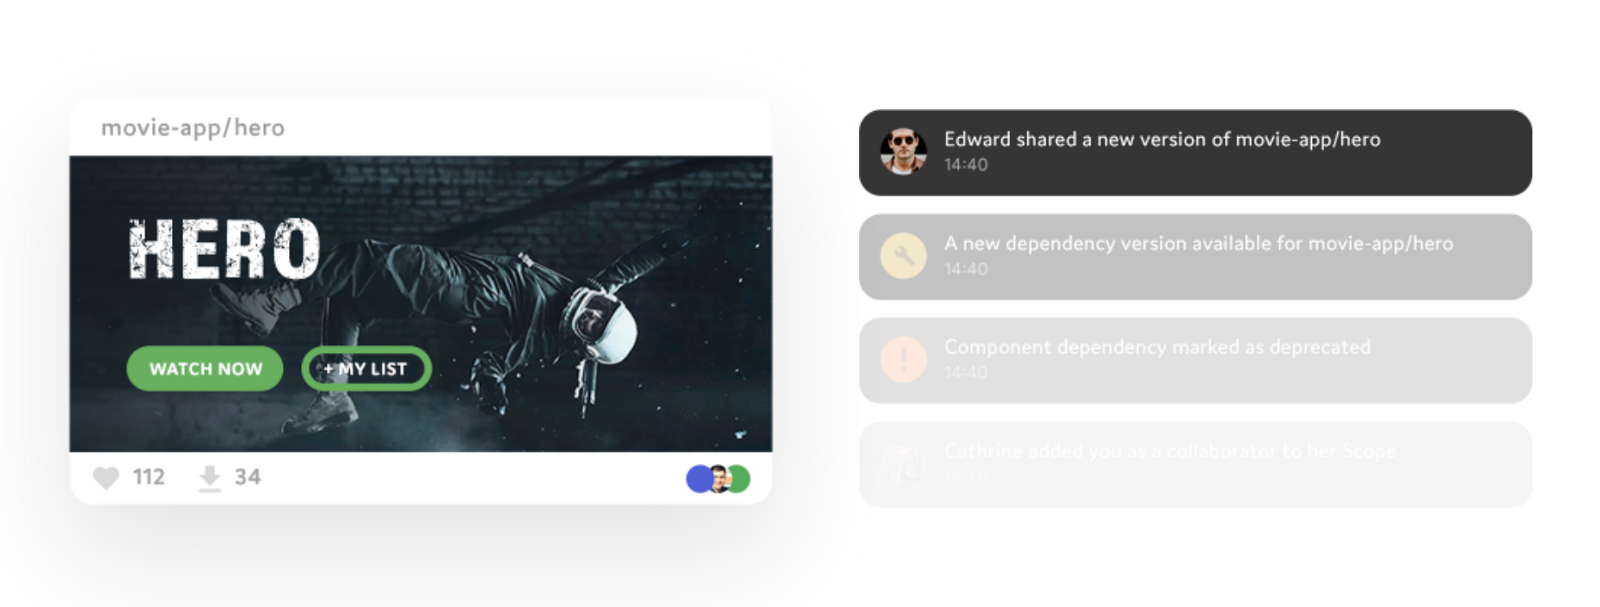 movie-app/hero
HERO
WATCH NOW
+ MY LIST
112
34
Edward shared a new version of movie-app/hero
14:40
A new dependency version available for movie-app/hero
14:40
Component dependency marked as deprecated
14:40
Cathrine added you as a collaborator to her Scope
14:40